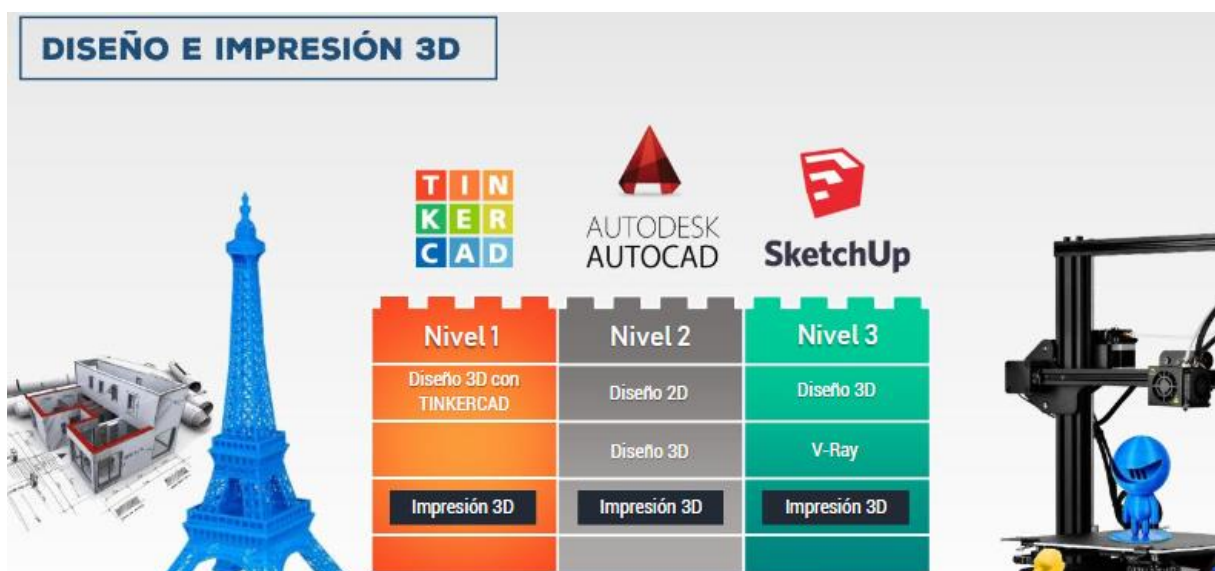 DISEÑO E IMPRESIÓN 3D
TIN
KER
CAD
AUTODESK
AUTOCAD
SketchUp
Nivel 1
Nivel 2
Nivel 3
Diseño 3D con
TINKERCAD
Diseño 2D
Diseño 3D
Diseño 3D
V-Ray
Impresión 3D
Impresión 3D
Impresión 3D